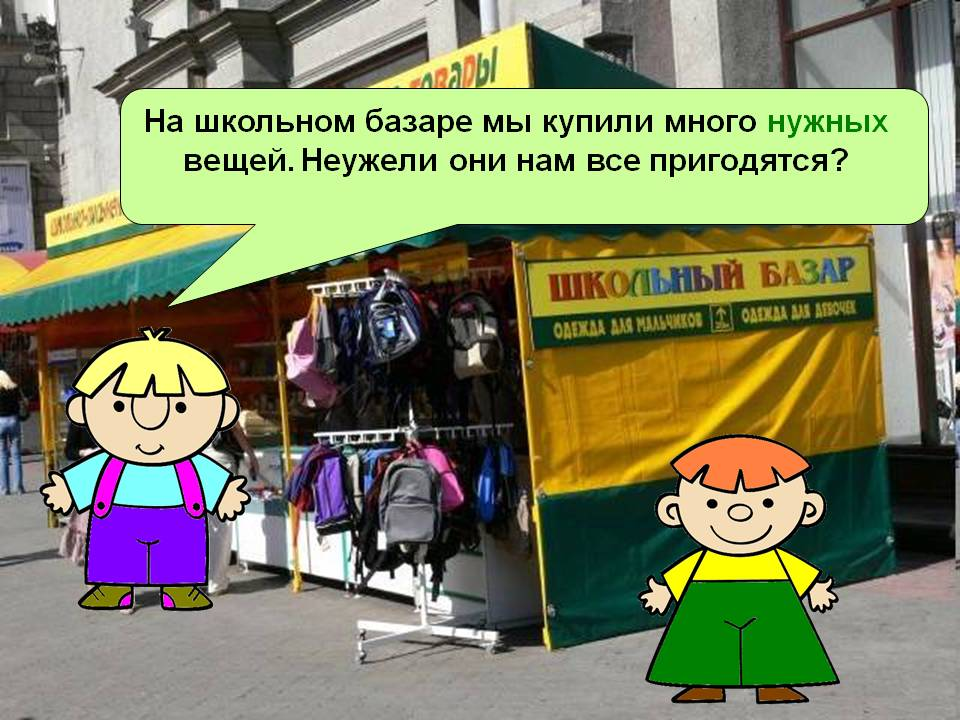 товары
На школьном базаре мы купили много нужных
вещей. Неужели они нам все пригодятся?
ШКОЛЬНЫЙ БАЗАР
ОДЕЖДА ДЛЯ МАЛЬЧИКОВ ОДЕЖДА ДЛЯ ДЕВОЧЕК